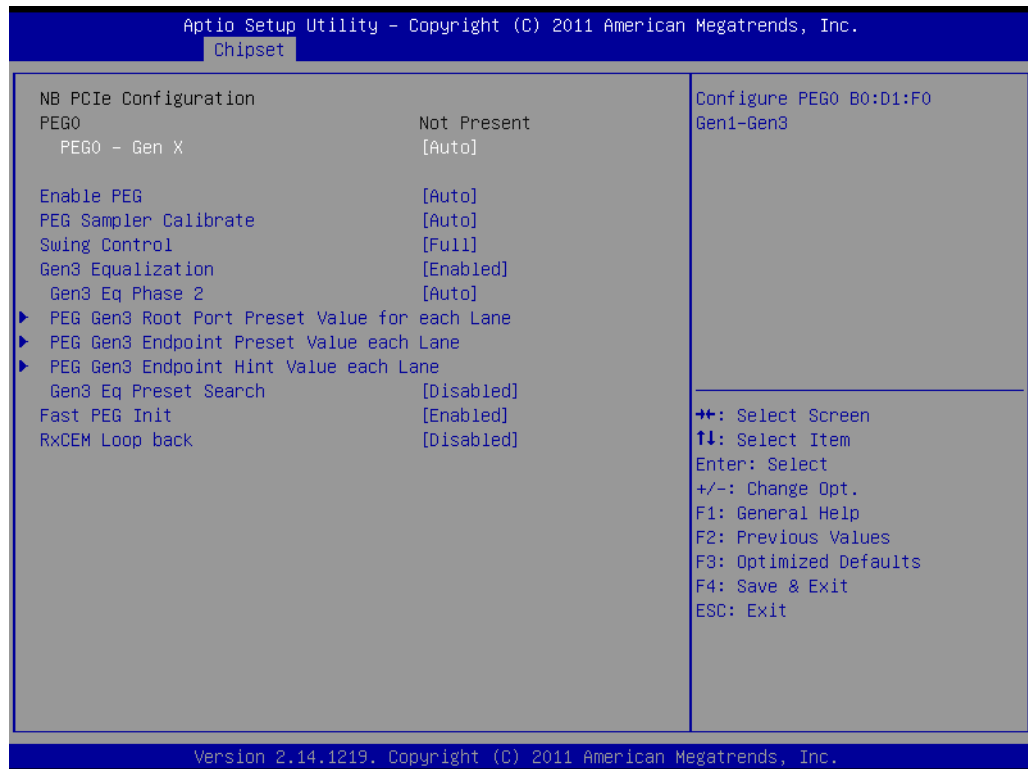 Aptio Setup Utility – Copyright (C) 2011 American Megatrends, Inc.
Chipset
NB PCIe Configuration
PEG0 Not Present
PEG0 – Gen X [Auto]
Enable PEG [Auto]
PEG Sampler Calibrate [Auto]
Swing Control [Full]
Gen3 Equalization [Enabled]
Gen3 Eq Phase 2 [Auto]
PEG Gen3 Root Port Preset Value for each Lane
PEG Gen3 Endpoint Preset Value each Lane
PEG Gen3 Endpoint Hint Value each Lane
Gen3 Eq Preset Search [Disabled]
Fast PEG Init [Enabled]
RxCEM Loop back [Disabled]
Configure PEG0 B0:D1:F0
Gen1-Gen3
→←: Select Screen
↑↓: Select Item
Enter: Select
+/-: Change Opt.
F1: General Help
F2: Previous Values
F3: Optimized Defaults
F4: Save & Exit
ESC: Exit
Version 2.14.1219. Copyright (C) 2011 American Megatrends, Inc.